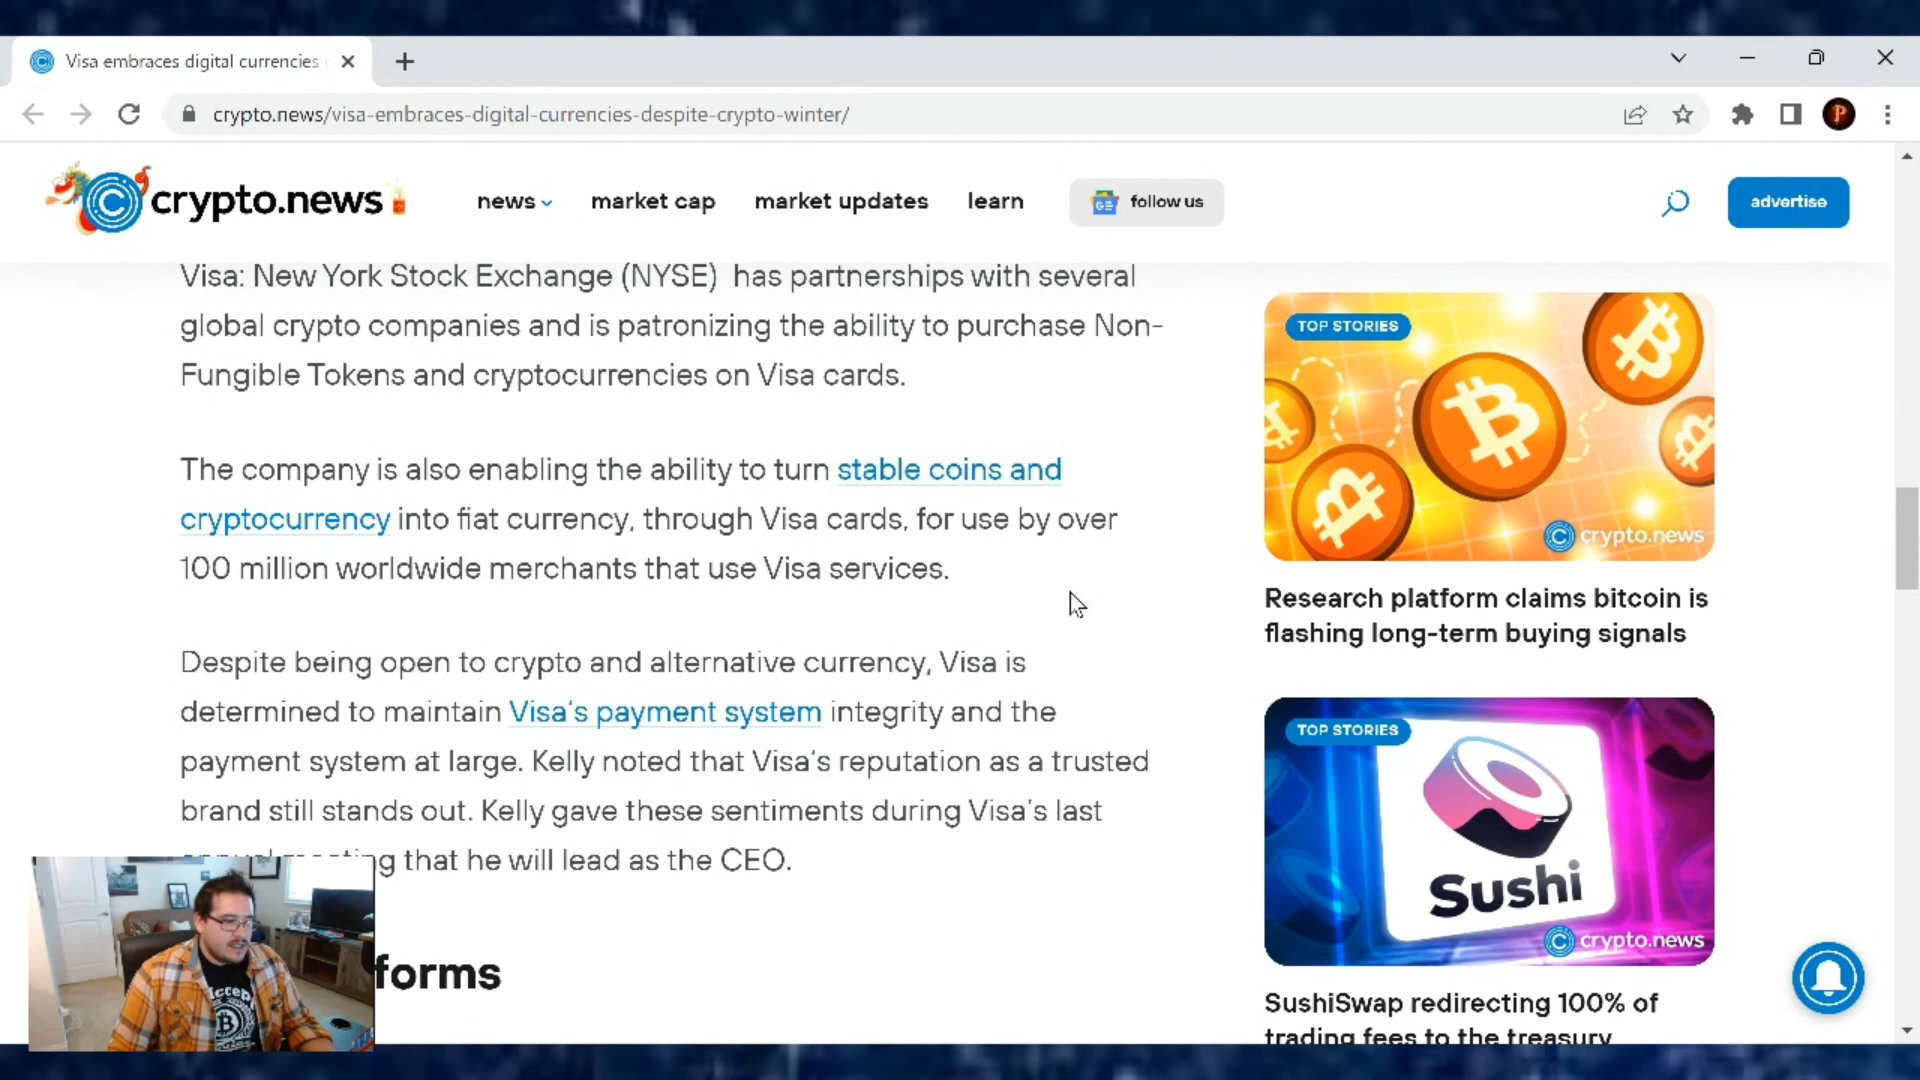 Visa embraces digital currencies
crypto.news/visa-embraces-digital-currencies-despite-crypto-winter/
P
crypto.news
news
market cap
market updates
learn
GE
follow us
advertise
Visa: New York Stock Exchange (NYSE) has partnerships with several
global crypto companies and is patronizing the ability to purchase Non-
Fungible Tokens and cryptocurrencies on Visa cards.
The company is also enabling the ability to turn stable coins and
cryptocurrency into fiat currency, through Visa cards, for use by over
100 million worldwide merchants that use Visa services.
Despite being open to crypto and alternative currency, Visa is
determined to maintain Visa's payment system integrity and the
payment system at large. Kelly noted that Visa's reputation as a trusted
brand still stands out. Kelly gave these sentiments during Visa's last
that he will lead as the CEO.
forms
TOP STORIES
crypto.news
Research platform claims bitcoin is
flashing long-term buying signals
TOP STORIES
Sushi
crypto.news
SushiSwap redirecting 100% of
trading fees to the treasury